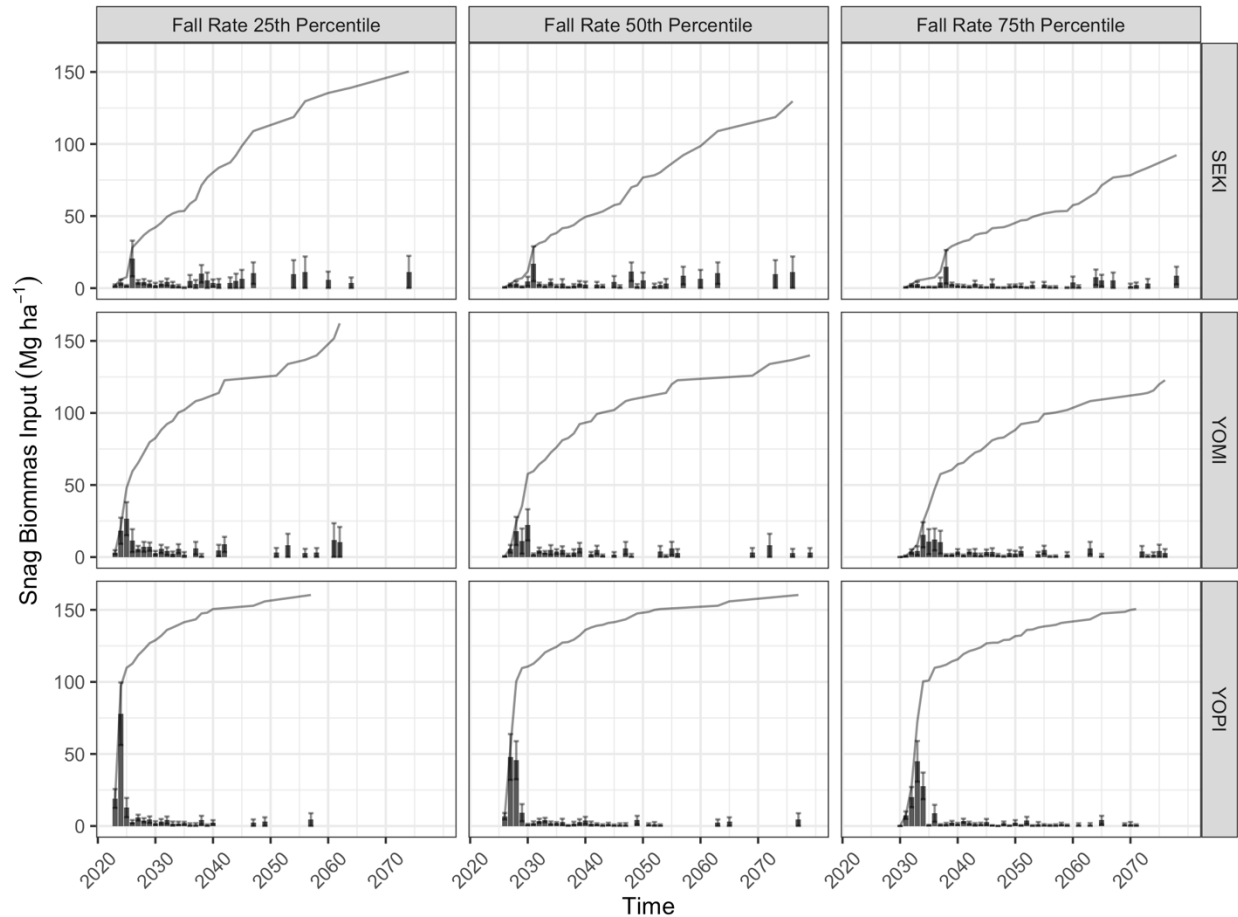 Fall Rate 25th Percentile Fall Rate 50th Percentile Fall Rate 75th Percentile
150
100
50
0
SEKI
150
100
50
0
YOMI
150
100
50
0
YOPI
Snag Biommas Input (Mg ha⁻¹)
2020 2030 2040 2050 2060 2070 2020 2030 2040 2050 2060 2070 2020 2030 2040 2050 2060 2070
Time